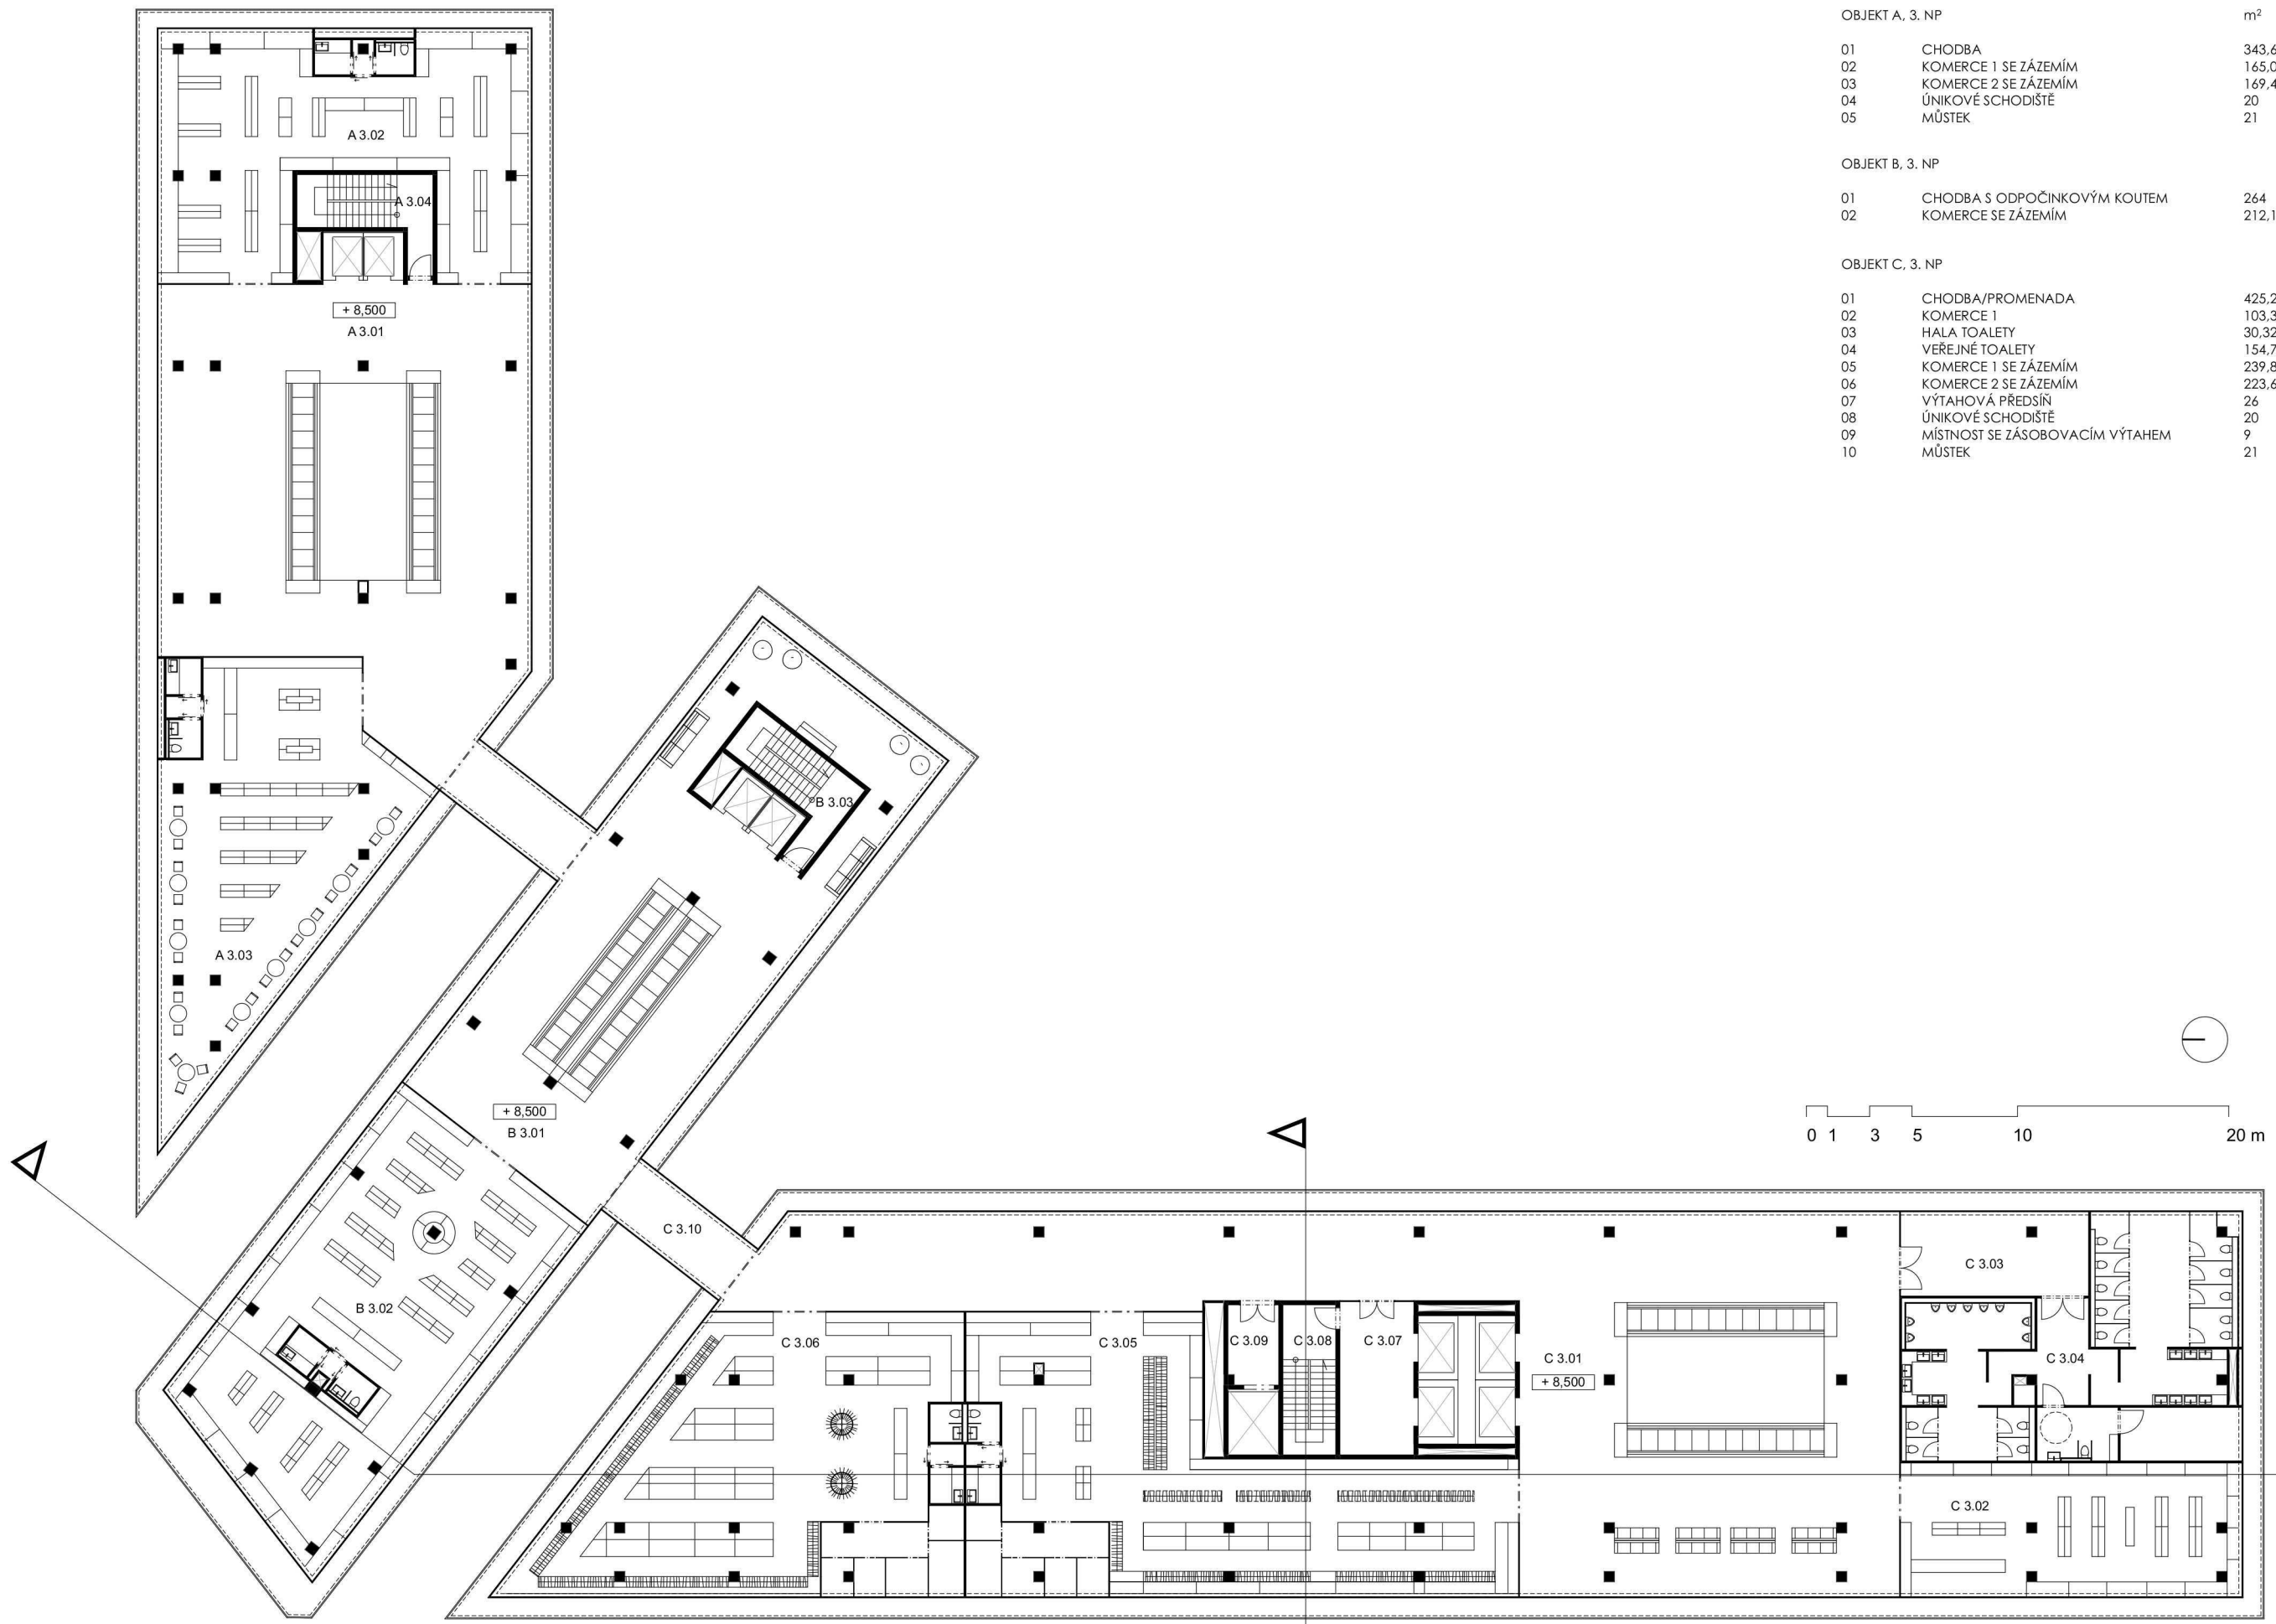 OBJEKT A, 3. NP m²
01 CHODBA 343,6
02 KOMERCE 1 SE ZÁZEMÍM 165,0
03 KOMERCE 2 SE ZÁZEMÍM 169,4
04 ÚNIKOVÉ SCHODIŠTĚ 20
05 MŮSTEK 21
OBJEKT B, 3. NP
01 CHODBA S ODPOČINKOVÝM KOUTEM 264
02 KOMERCE SE ZÁZEMÍM 212,1
OBJEKT C, 3. NP
01 CHODBA/PROMENADA 425,2
02 KOMERCE 1 103,3
03 HALA TOALETY 30,32
04 VEŘEJNÉ TOALETY 154,7
05 KOMERCE 1 SE ZÁZEMÍM 239,8
06 KOMERCE 2 SE ZÁZEMÍM 223,6
07 VÝTAHOVÁ PŘEDSÍŇ 26
08 ÚNIKOVÉ SCHODIŠTĚ 20
09 MÍSTNOST SE ZÁSOBOVACÍM VÝTAHEM 9
10 MŮSTEK 21
A 3.02
A 3.04
+ 8,500
A 3.01
B 3.03
A 3.03
+ 8,500
B 3.01
0 1 3 5 10 20 m
C 3.10
C 3.03
B 3.02
C 3.06
C 3.05
C 3.09
C 3.08
C 3.07
C 3.01
+ 8,500
C 3.04
C 3.02